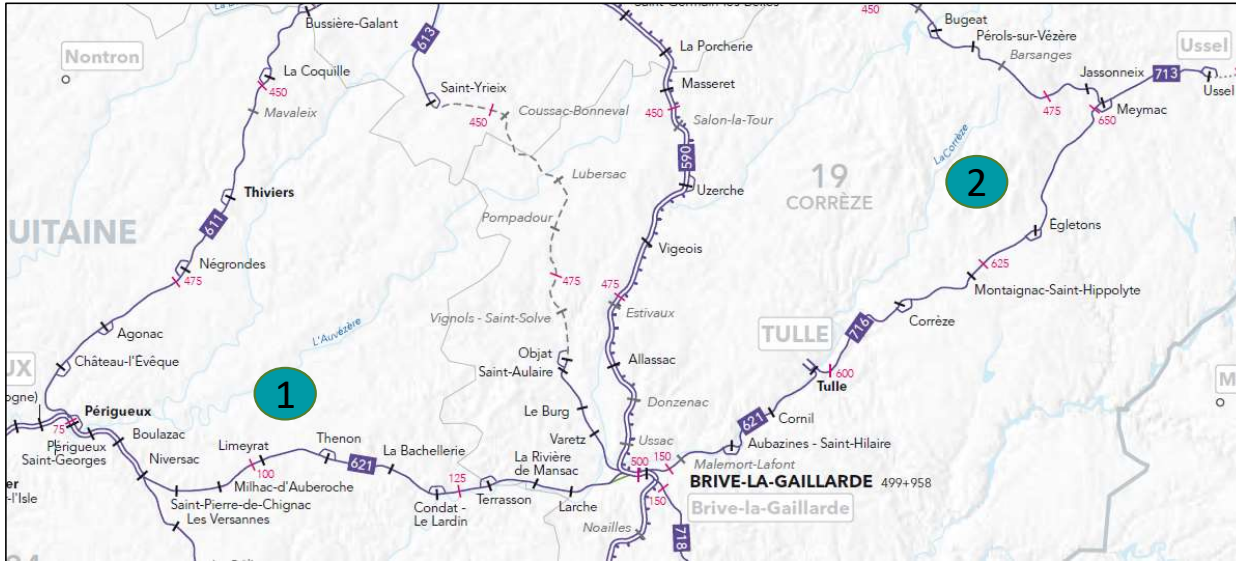 Bussière-Galant
613
La Porcherie
450
Bugeat
Pérols-sur-Vézère
Barsanges
Ussel
Nontron
La Coquille
450
Mavaleix
Saint-Yrieix
450
Coussac-Bonneval
Masseret
450
Salon-la-Tour
Jassonneix
713
Ussel
475
Meymac
650
La Corrèze
590
19
CORRÈZE
2
Thiviers
Lubersac
Uzerche
UITAINE
611
Pompadour
Vigeois
Égletons
Négrondes
475
475
475
625
Montaignac-Saint-Hippolyte
Vignols - Saint-Solve
Estivaux
Corrèze
Agonac
L'Auvézère
TULLE
716
Château-l'Évêque
Objat
Saint-Aulaire
Allassac
600
Tulle
UX
1
ogne)
Périgueux
75
Le Burg
Donzenac
621
Cornil
M
Périgueux
Saint-Georges
Boulazac
Limeyrat
Thenon
La Bachellerie
Varetz
Ussac
Aubazines - Saint-Hilaire
Niversac
621
100
La Rivière
de Mansac
500
150
Malemort-Lafont
er
r-l'Isle
Milhac-d'Auberoche
125
BRIVE-LA-GAILLARDE 499+958
Saint-Pierre-de-Chignac
Les Versannes
Condat -
Le Lardin
Terrasson
Larche
150
Brive-la-Gaillarde
Noailles
718